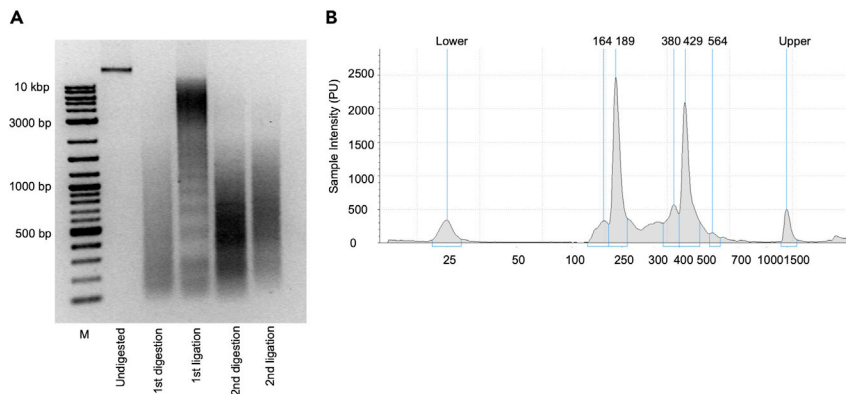 A
10 kbp
3000 bp
1000 bp
500 bp
M
Undigested
1st digestion
1st ligation
2nd digestion
2nd ligation
B
Lower 164 189 380 429 564 Upper
Sample Intensity (PU)
2500
2000
1500
1000
500
0
25 50 100 250 300 400 500 700 1000 1500